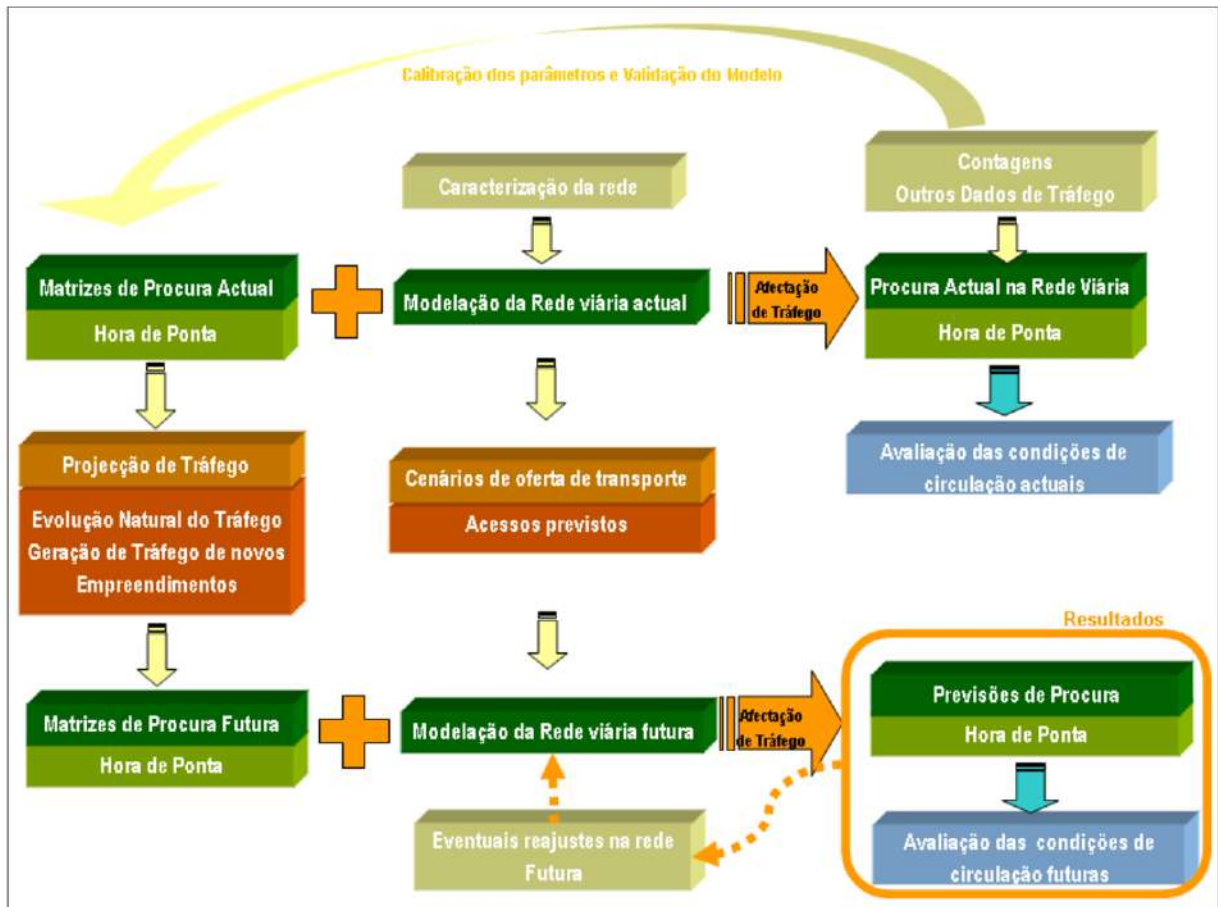 Calibração dos parâmetros e Validação do Modelo
Caracterização da rede
Contagens
Outros Dados de Tráfego
Matrizes de Procura Actual
Hora de Ponta
Modelação da Rede viária actual
Afectação
de Tráfego
Procura Actual na Rede Viária
Hora de Ponta
Projecção de Tráfego
Evolução Natural do Tráfego
Geração de Tráfego de novos
Empreendimentos
Cenários de oferta de transporte
Acessos previstos
Avaliação das condições de
circulação actuais
Resultados
Matrizes de Procura Futura
Hora de Ponta
Modelação da Rede viária futura
Afectação
de Tráfego
Previsões de Procura
Hora de Ponta
Eventuais reajustes na rede
Futura
Avaliação das condições de
circulação futuras